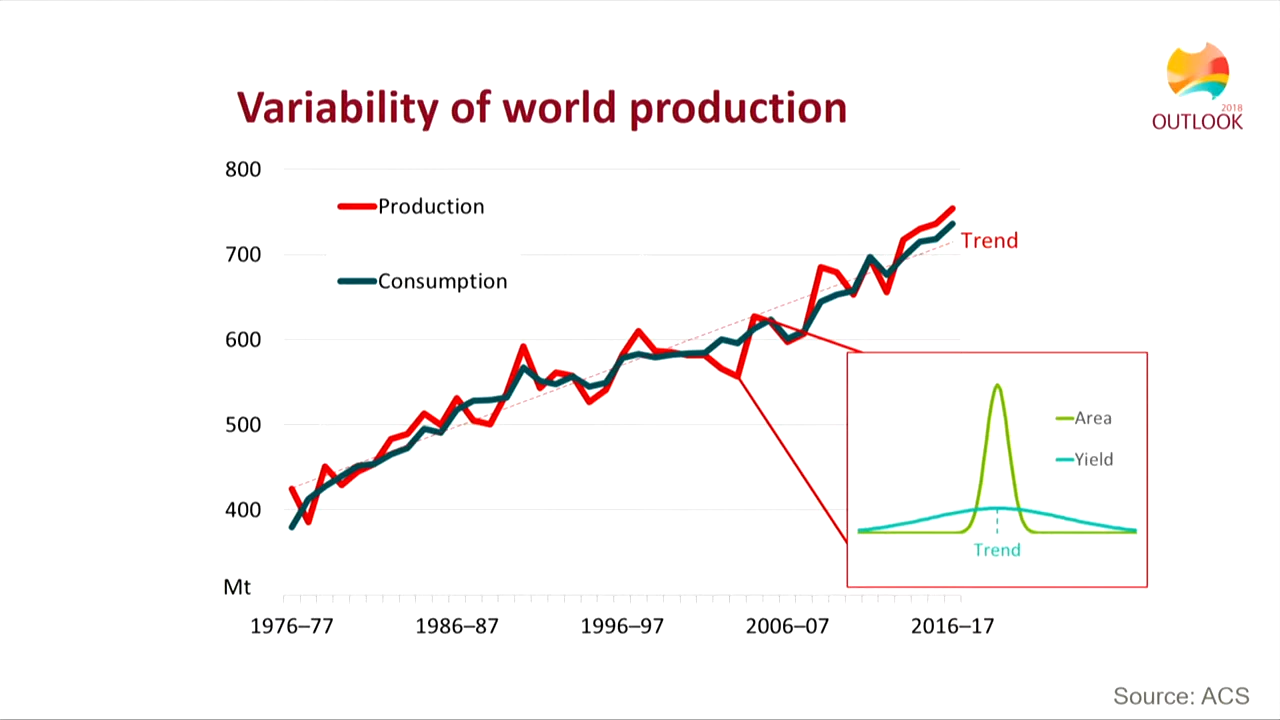 2018
OUTLOOK
Variability of world production
800
Production
Trend
700
Consumption
600
Area
500
Yield
400
Trend
Mt
1976–77
1986–87
1996–97
2006–07
2016–17
Source: ACS